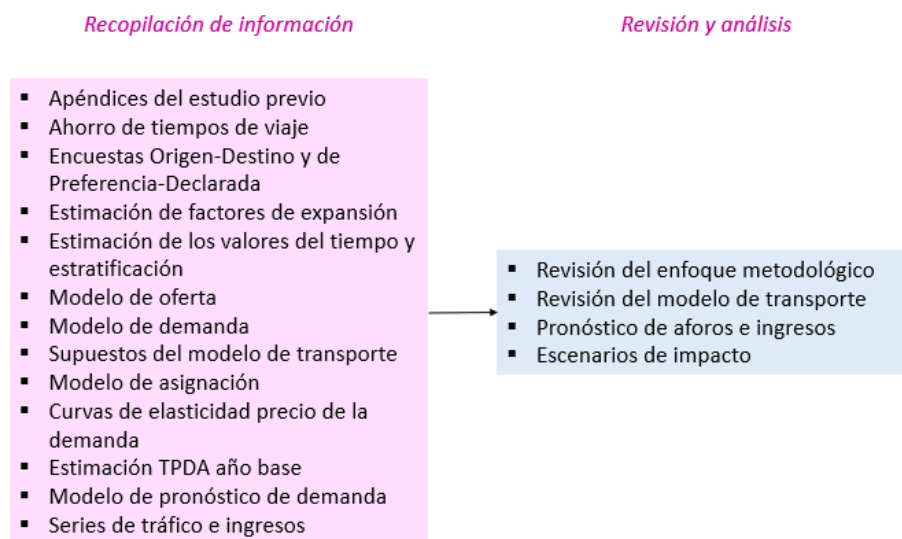 Recopilación de información
Revisión y análisis
▪ Apéndices del estudio previo
▪ Ahorro de tiempos de viaje
▪ Encuestas Origen-Destino y de
Preferencia-Declarada
▪ Estimación de factores de expansión
▪ Estimación de los valores del tiempo y
estratificación
▪ Modelo de oferta
▪ Modelo de demanda
▪ Supuestos del modelo de transporte
▪ Modelo de asignación
▪ Curvas de elasticidad precio de la
demanda
▪ Estimación TPDA año base
▪ Modelo de pronóstico de demanda
▪ Series de tráfico e ingresos
▪ Revisión del enfoque metodológico
▪ Revisión del modelo de transporte
▪ Pronóstico de aforos e ingresos
▪ Escenarios de impacto